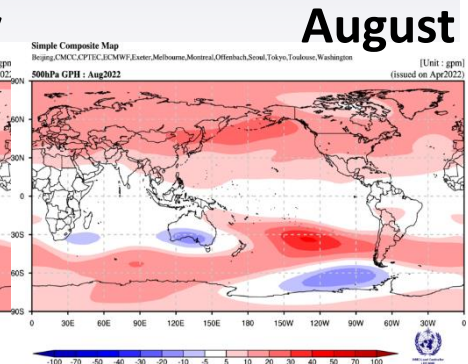 August
Simple Composite Map
Beijing,CMCC,CPTEC,ECMWF,Exeter,Melbourne,Montreal,Offenbach,Seoul,Tokyo,Toulouse,Washington
gpm [Unit : gpm]
202 500hPa GPH : Aug2022 (issued on Apr2022)
90N
60N
30N
0
30S
60S
90S
0 30E 60E 90E 120E 150E 180 150W 120W 90W 60W 30W 0
-100 -70 -50 -40 -30 -20 -10 -5 5 10 20 30 40 50 70 100